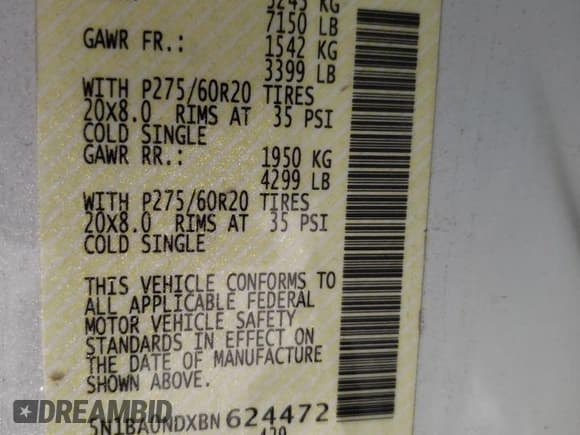 3243 KG
7150 LB
GAWR FR.: 1542 KG
3399 LB
WITH P275/60R20 TIRES
20X8.0 RIMS AT 35 PSI
COLD SINGLE
GAWR RR.: 1950 KG
4299 LB
WITH P275/60R20 TIRES
20X8.0 RIMS AT 35 PSI
COLD SINGLE
THIS VEHICLE CONFORMS TO
ALL APPLICABLE FEDERAL
MOTOR VEHICLE SAFETY
STANDARDS IN EFFECT ON
THE DATE OF MANUFACTURE
SHOWN ABOVE.
5N1BA0NDXBN 624472
DREAMBID